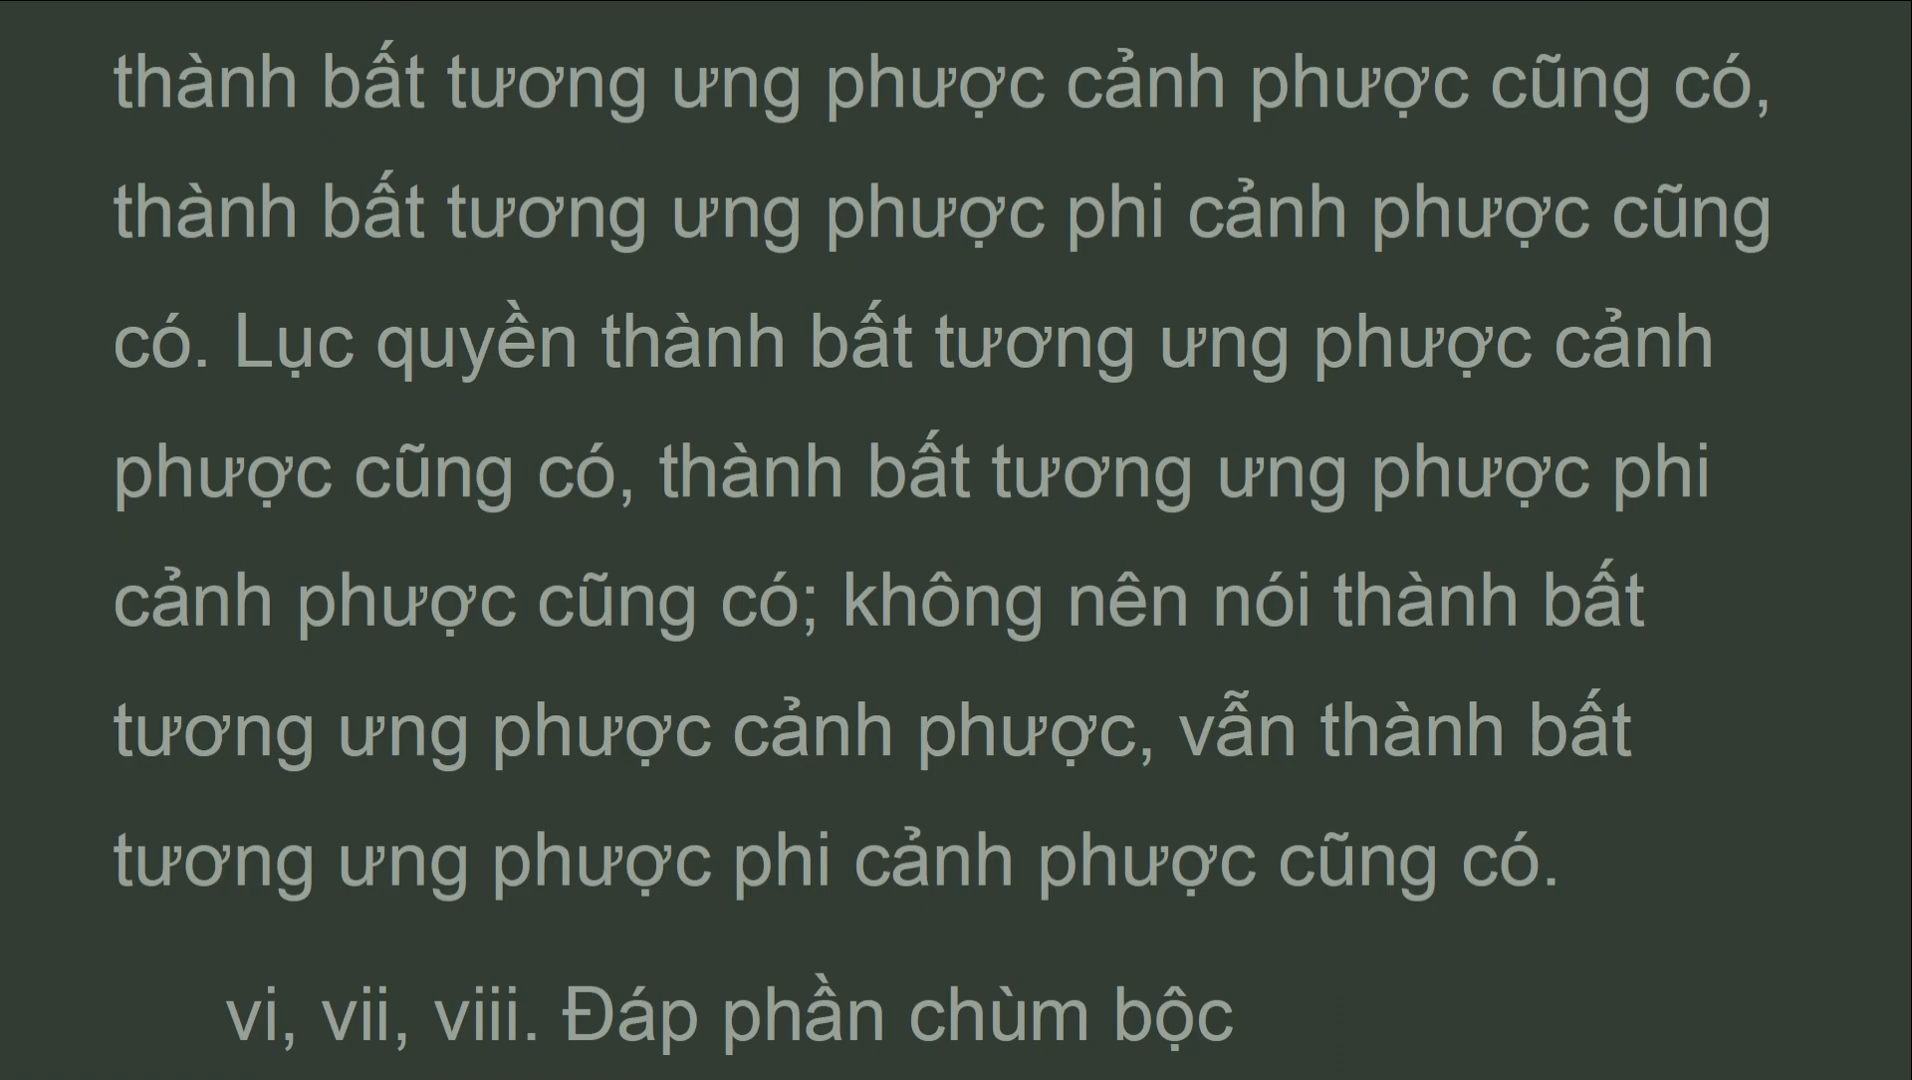 thành bất tương ưng phược cảnh phược cũng có,
thành bất tương ưng phược phi cảnh phược cũng
có. Lục quyền thành bất tương ưng phược cảnh
phược cũng có, thành bất tương ưng phược phi
cảnh phược cũng có; không nên nói thành bất
tương ưng phược cảnh phược, vẫn thành bất
tương ưng phược phi cảnh phược cũng có.
vi, vii, viii. Đáp phần chùm bộc